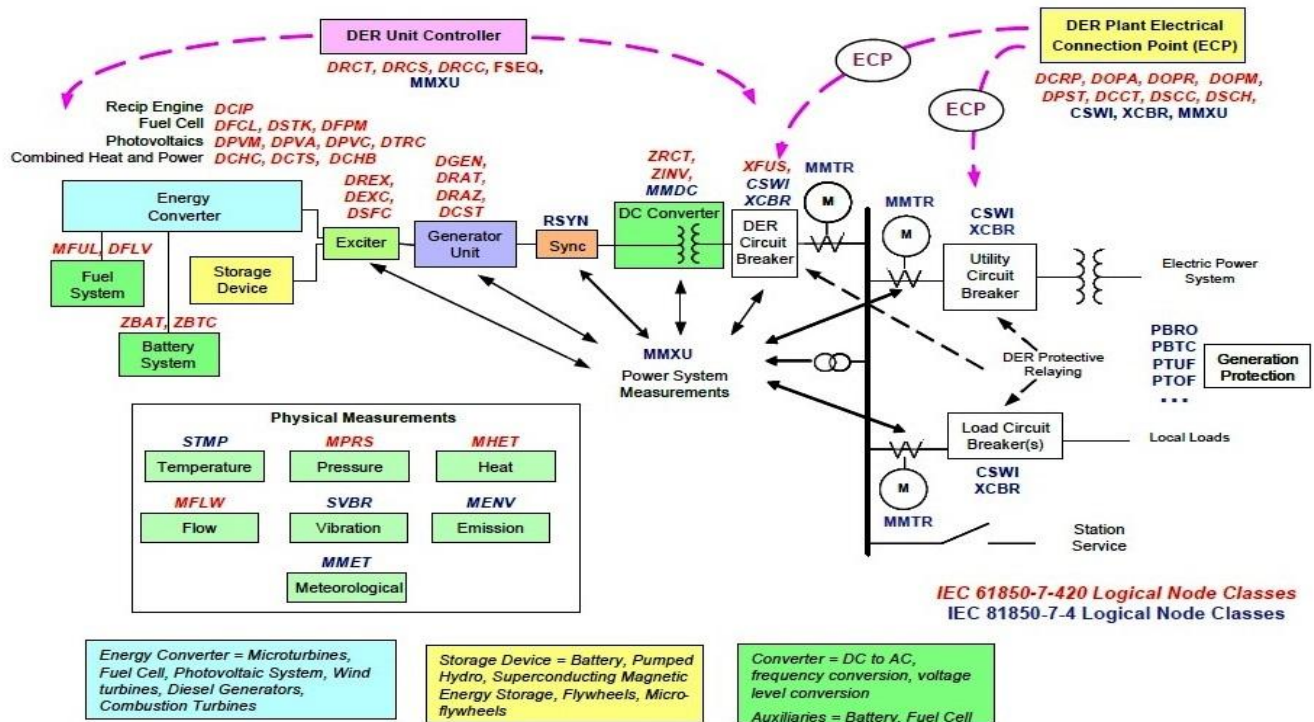 DER Unit Controller
DRCT, DRCS, DRCC, FSEQ,
MMXU
ECP
ECP
DER Plant Electrical
Connection Point (ECP)
DCRP, DOPA, DOPR, DOPM,
DPST, DCCT, DSCC, DSCH,
CSWI, XCBR, MMXU
Recip Engine DCIP
Fuel Cell DFCL, DSTK, DFPM
Photovoltaics DPVM, DPVA, DPVC, DTRC
Combined Heat and Power DCHC, DCTS, DCHB
Energy
Converter
MFUL, DFLV
Fuel
System
Storage
Device
ZBAT, ZBTC
Battery
System
DREX,
DEXC,
DSFC
Exciter
DGEN,
DRAT,
DRAZ,
DCST
Generator
Unit
RSYN
Sync
ZRCT,
ZINV,
MMDC
DC Converter
XFUS,
CSWI
XCBR
DER
Circuit
Breaker
MMTR
M
MMTR
M
CSWI
XCBR
Utility
Circuit
Breaker
Electric Power
System
MMXU
Power System
Measurements
DER Protective
Relaying
PBRO
PBTC
PTUF
PTOF
...
Generation
Protection
Load Circuit
Breaker(s)
Local Loads
CSWI
XCBR
M
MMTR
Station
Service
Physical Measurements
STMP MPRS MHET
Temperature Pressure Heat
MFLW SVBR MENV
Flow Vibration Emission
MMET
Meteorological
IEC 61850-7-420 Logical Node Classes
IEC 81850-7-4 Logical Node Classes
Energy Converter = Microturbines,
Fuel Cell, Photovoltaic System, Wind
turbines, Diesel Generators,
Combustion Turbines
Storage Device = Battery, Pumped
Hydro, Superconducting Magnetic
Energy Storage, Flywheels, Micro-
flywheels
Converter = DC to AC,
frequency conversion, voltage
level conversion
Auxiliaries = Battery, Fuel Cell